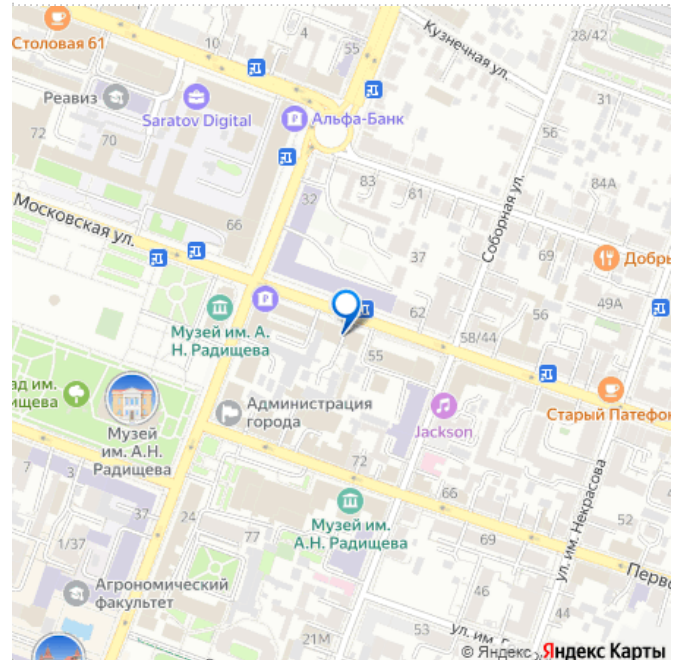 Столовая 61
10
55
Кузнечная ул.
28/42
Реавиз
Saratov Digital
Альфа-Банк
31
72
70
56
83
81
84А
32
Московская ул.
66
Соборная ул.
37
69
Добры
49А
62
56
58/44
Музей им. А.
Н. Радищева
55
ад им.
ищева
Администрация
города
Jackson
Старый Патефон
Музей
им. А.Н.
Радищева
7
3
72
66
ул. им. Некрасова
37
24
77
Музей им.
А.Н. Радищева
52
69
1/37
Перво
Агрономический
факультет
46
44
21М
53
ул. им. Г
© Яндекс Яндекс Карты